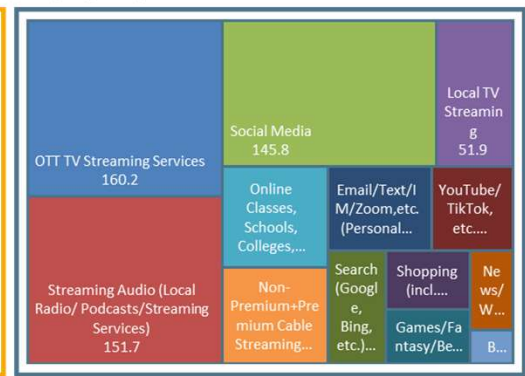 OTT TV Streaming Services
160.2
Streaming Audio (Local
Radio/ Podcasts/Streaming
Services)
151.7
Social Media
145.8
Local TV
Streamin
g
51.9
Online
Classes,
Schools,
Colleges,...
Non-
Premium+Pre
mium Cable
Streaming...
Email/Text/I
M/Zoom,etc.
(Personal...
YouTube/
TikTok,
etc....
Search
(Googl
e,
Bing,
etc.)...
Shopping
(incl....
Games/Fa
ntasy/Be...
Ne
ws/
W...
B...